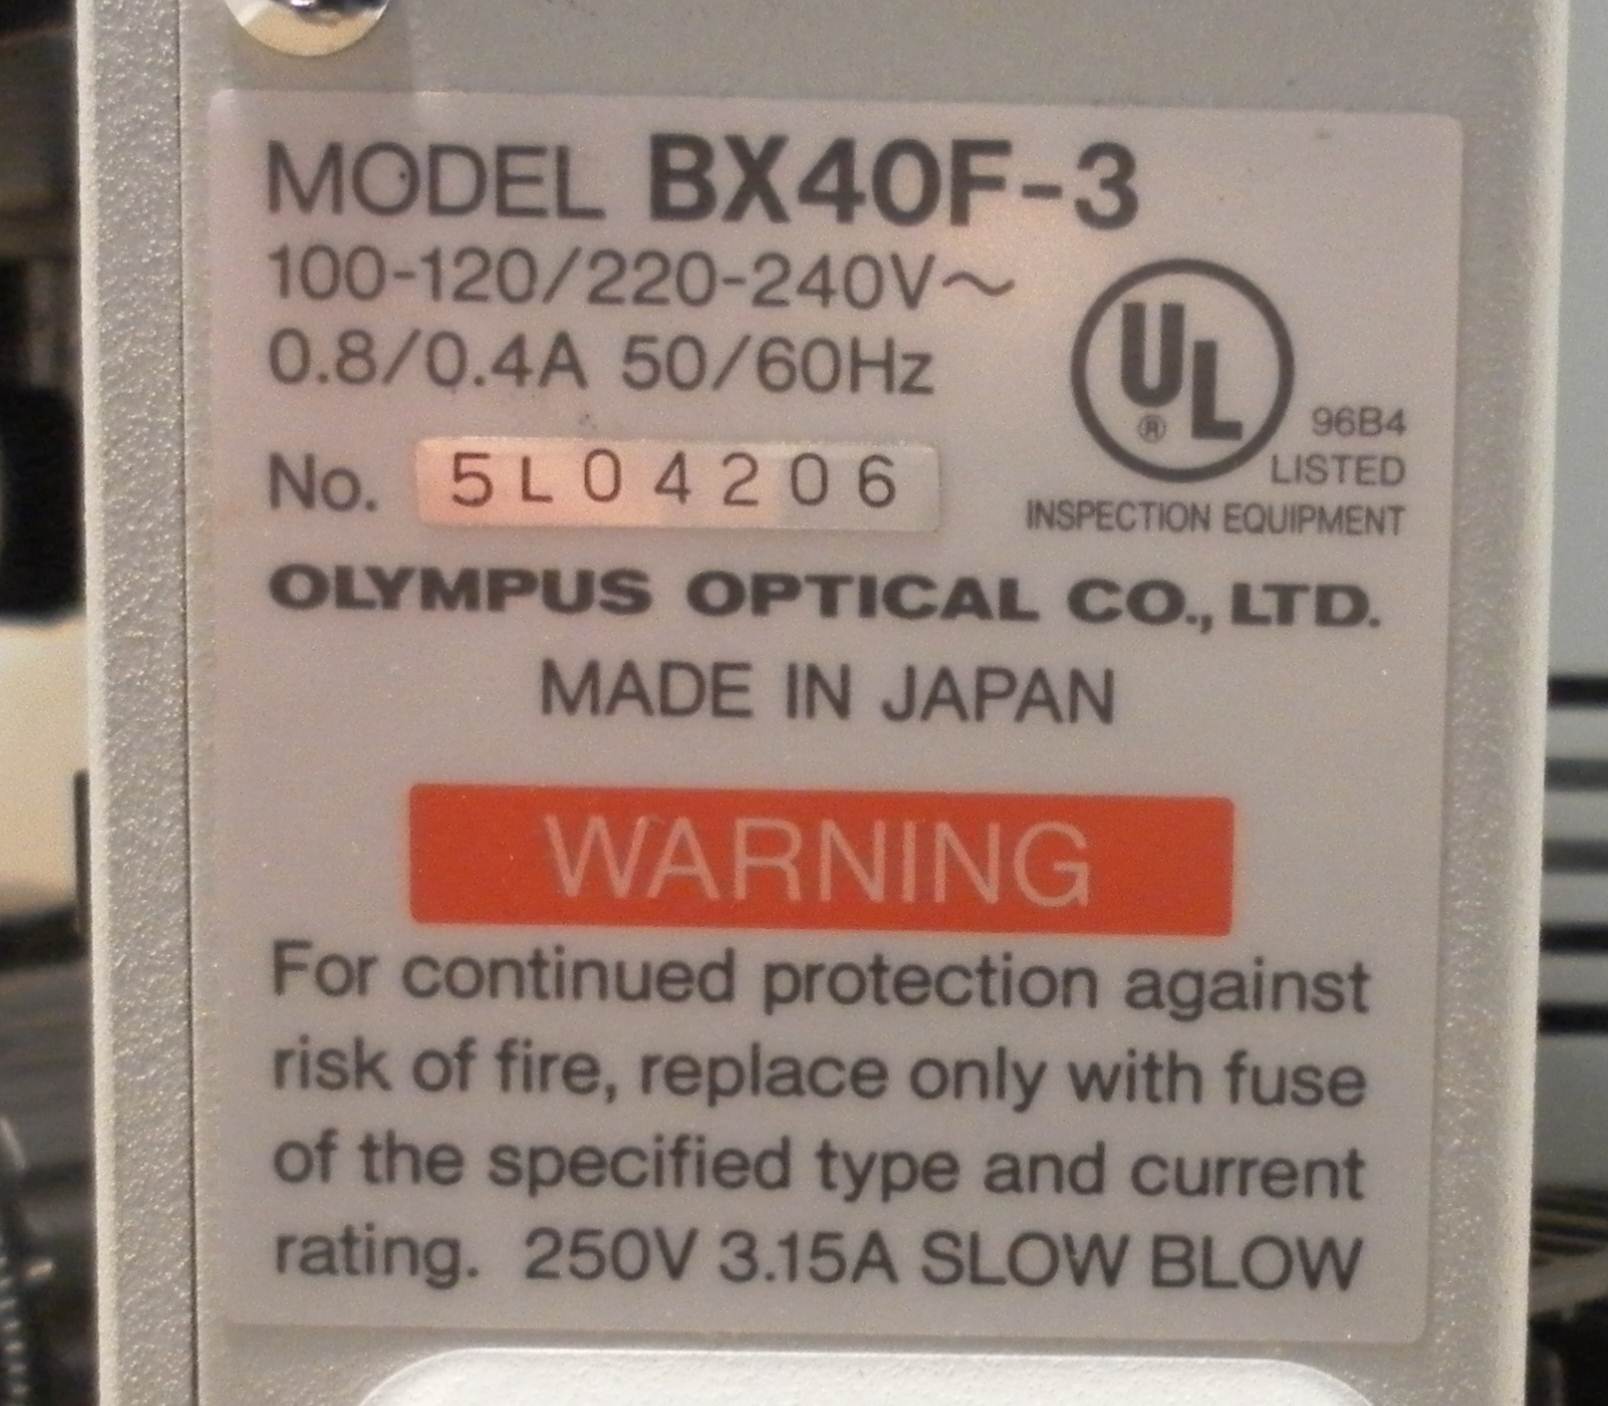 MODEL BX40F-3
100-120/220-240V～
0.8/0.4A 50/60Hz
UL
®
96B4
LISTED
INSPECTION EQUIPMENT
No. 5L04206
OLYMPUS OPTICAL CO., LTD.
MADE IN JAPAN
WARNING
For continued protection against
risk of fire, replace only with fuse
of the specified type and current
rating. 250V 3.15A SLOW BLOW